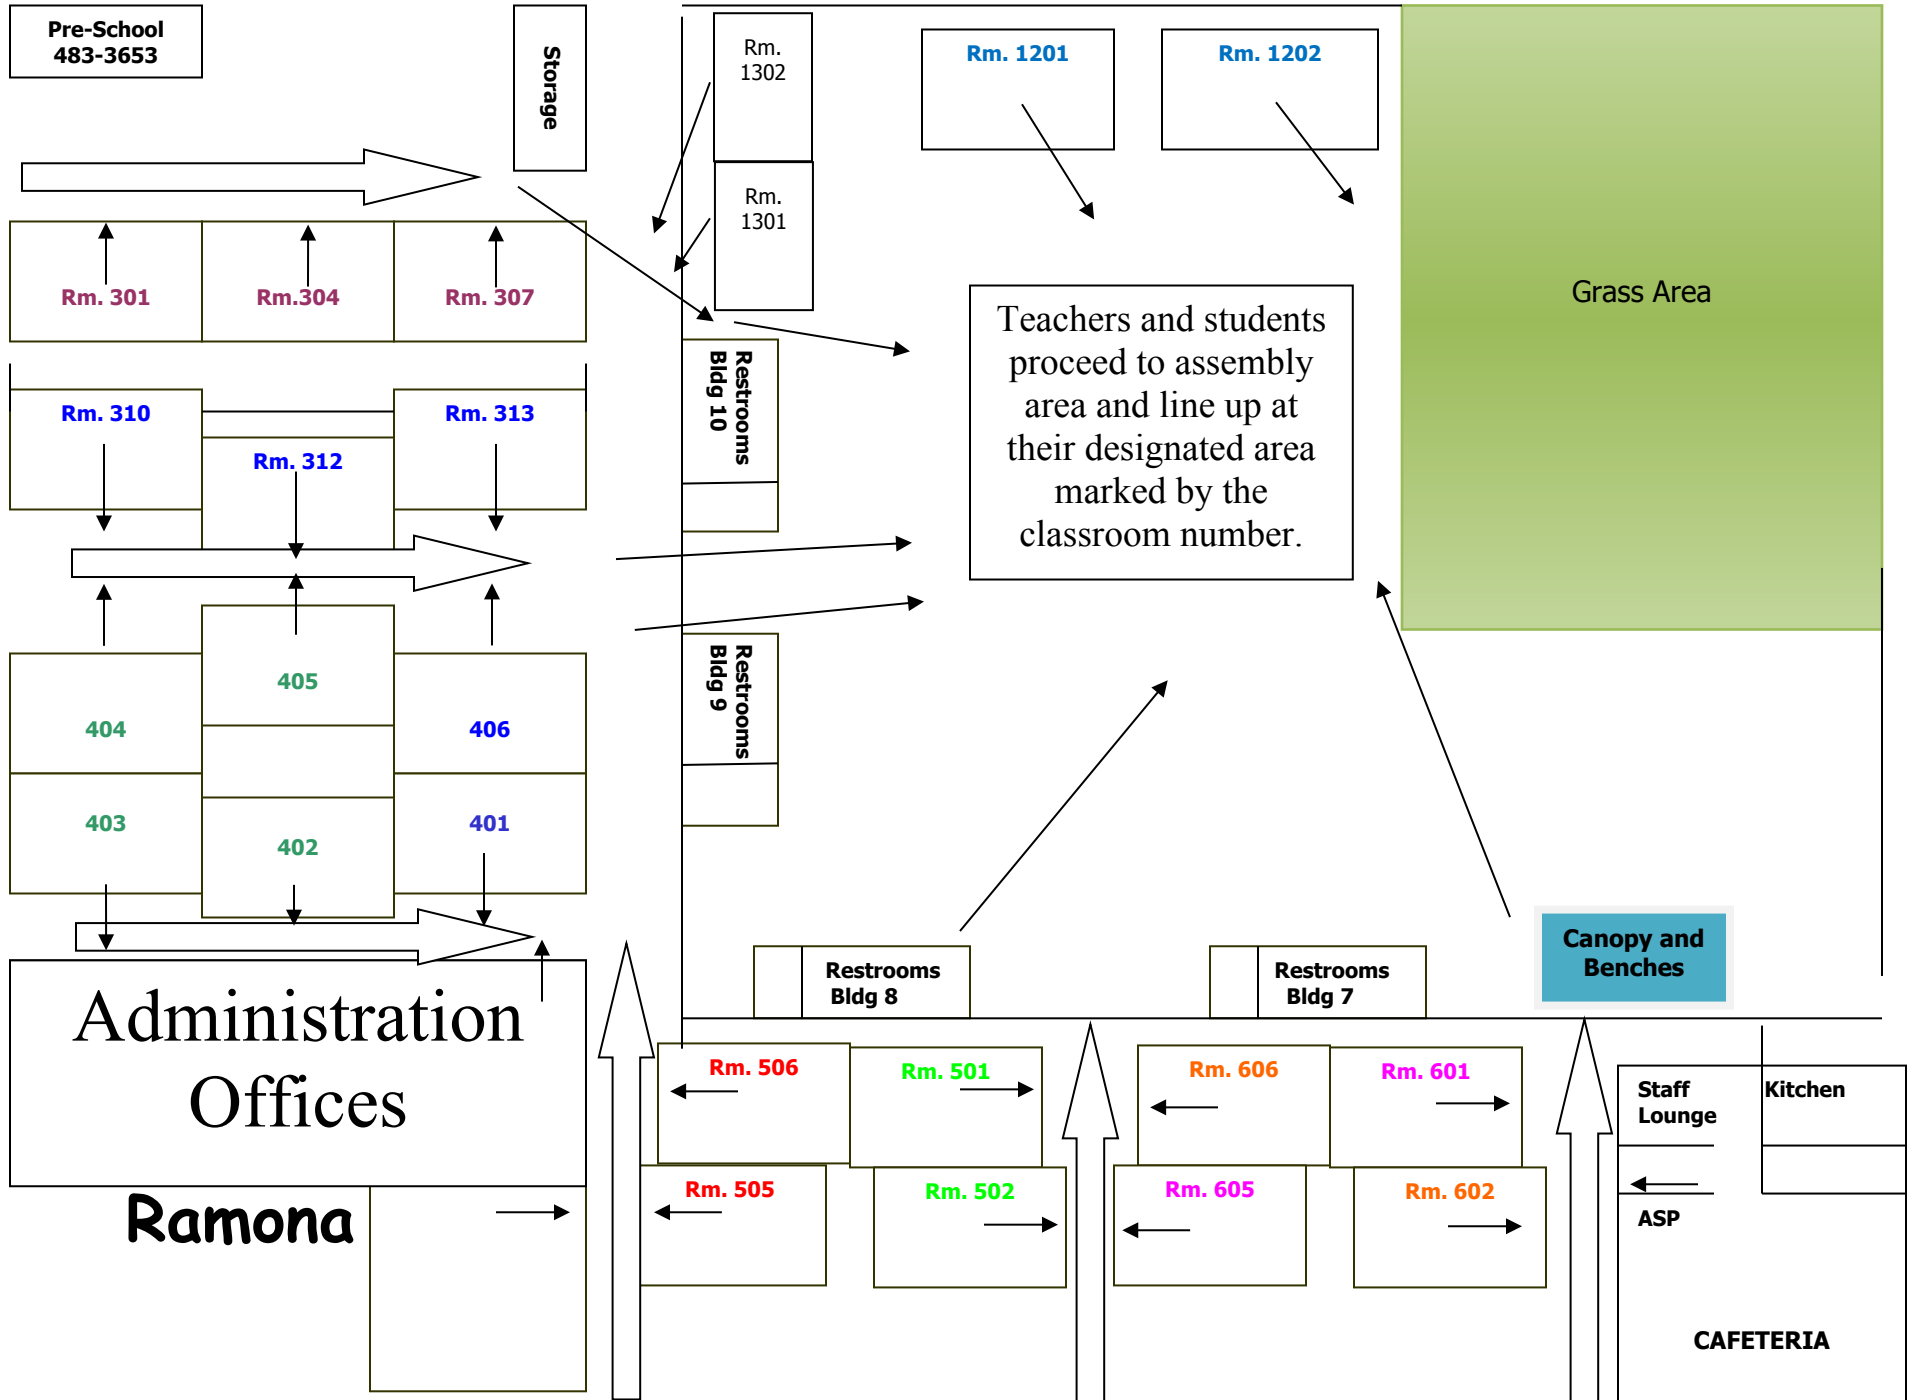 Pre-School
483-3653
Storage
Rm.
1302
Rm. 1201
Rm. 1202
Rm.
1301
Grass Area
Rm. 301
Rm.304
Rm. 307
Teachers and students
proceed to assembly
area and line up at
their designated area
marked by the
classroom number.
Restrooms
Bldg 10
Rm. 310
Rm. 312
Rm. 313
Restrooms
Bldg 9
404
405
406
403
402
401
Administration
Offices
Restrooms
Bldg 8
Restrooms
Bldg 7
Canopy and
Benches
Rm. 506
Rm. 501
Rm. 606
Rm. 601
Staff
Lounge
Kitchen
Ramona
Rm. 505
Rm. 502
Rm. 605
Rm. 602
ASP
CAFETERIA